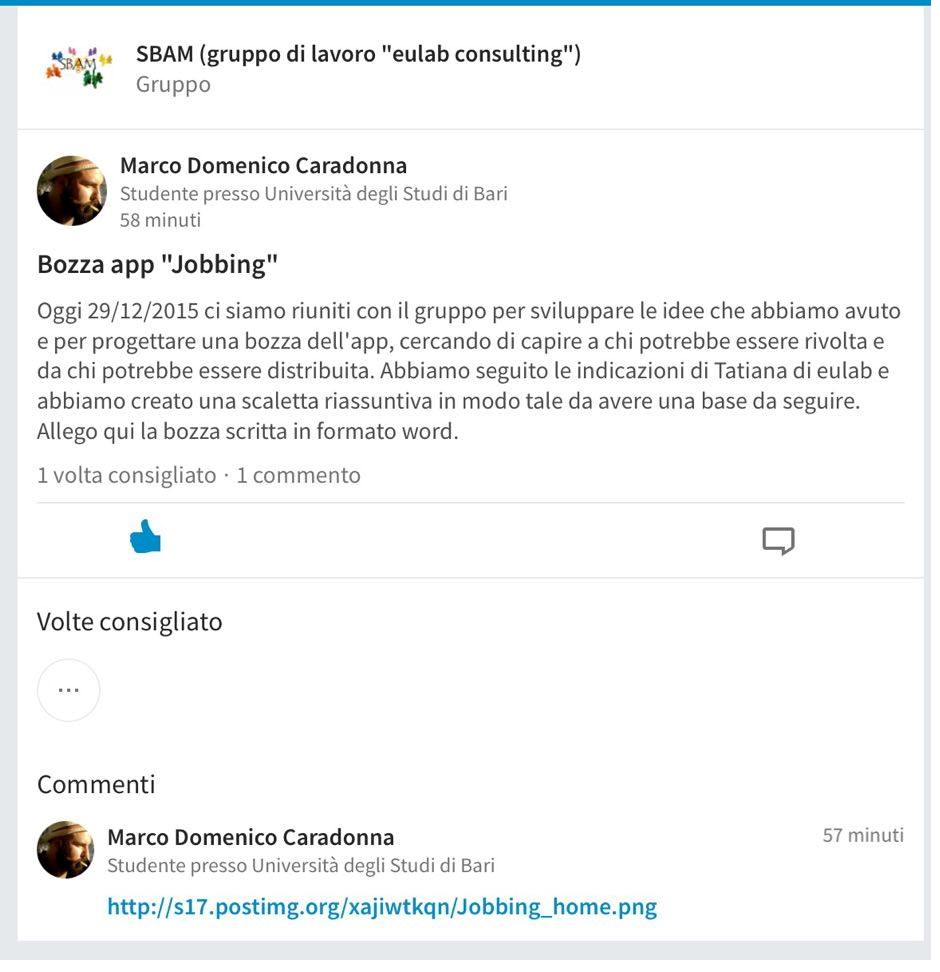 SBAM
SBAM (gruppo di lavoro "eulab consulting")
Gruppo
Marco Domenico Caradonna
Studente presso Università degli Studi di Bari
58 minuti
Bozza app "Jobbing"
Oggi 29/12/2015 ci siamo riuniti con il gruppo per sviluppare le idee che abbiamo avuto
e per progettare una bozza dell'app, cercando di capire a chi potrebbe essere rivolta e
da chi potrebbe essere distribuita. Abbiamo seguito le indicazioni di Tatiana di eulab e
abbiamo creato una scaletta riassuntiva in modo tale da avere una base da seguire.
Allego qui la bozza scritta in formato word.
1 volta consigliato · 1 commento
Volte consigliato
...
Commenti
Marco Domenico Caradonna
57 minuti
Studente presso Università degli Studi di Bari
http://s17.postimg.org/xajiwtkqn/Jobbing_home.png